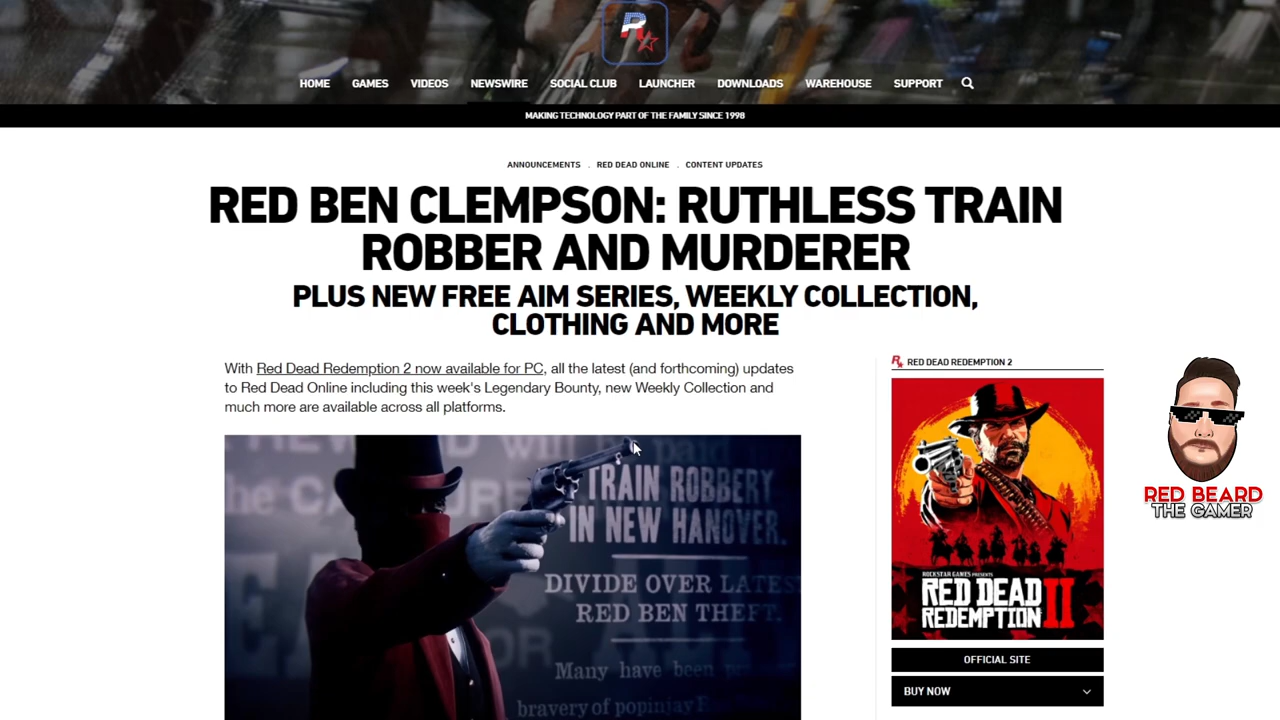 HOME GAMES VIDEOS NEWSWIRE SOCIAL CLUB LAUNCHER DOWNLOADS WAREHOUSE SUPPORT
MAKING TECHNOLOGY PART OF THE FAMILY SINCE 1998
ANNOUNCEMENTS . RED DEAD ONLINE . CONTENT UPDATES
RED BEN CLEMPSON: RUTHLESS TRAIN
ROBBER AND MURDERER
PLUS NEW FREE AIM SERIES, WEEKLY COLLECTION,
CLOTHING AND MORE
With Red Dead Redemption 2 now available for PC, all the latest (and forthcoming) updates
to Red Dead Online including this week's Legendary Bounty, new Weekly Collection and
much more are available across all platforms.
TRAIN ROBBERY
IN NEW HANOVER.
DIVIDE OVER LATEST
RED BEN THEFT.
Many have been
bravery of popinjay
RED DEAD REDEMPTION 2
ROCKSTAR GAMES PRESENTS
RED DEAD
REDEMPTION II
OFFICIAL SITE
BUY NOW
RED BEARD
THE GAMER